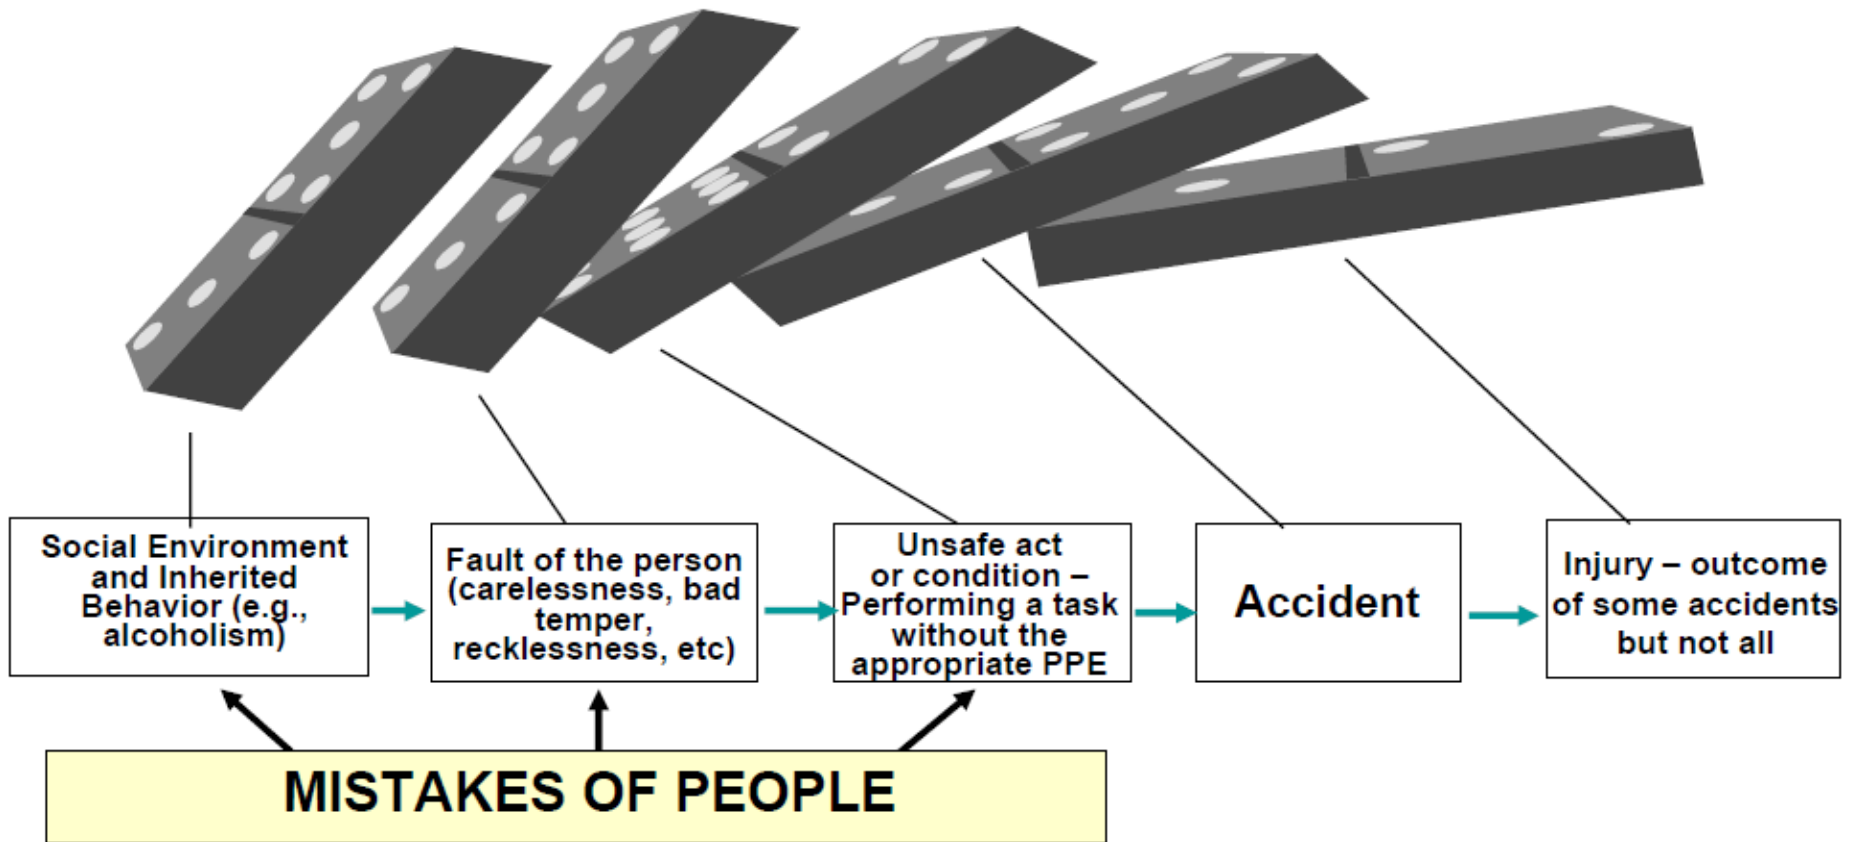 Social Environment
and Inherited
Behavior (e.g.,
alcoholism)
Fault of the person
(carelessness, bad
temper,
recklessness, etc)
Unsafe act
or condition –
Performing a task
without the
appropriate PPE
Accident
Injury – outcome
of some accidents
but not all
MISTAKES OF PEOPLE